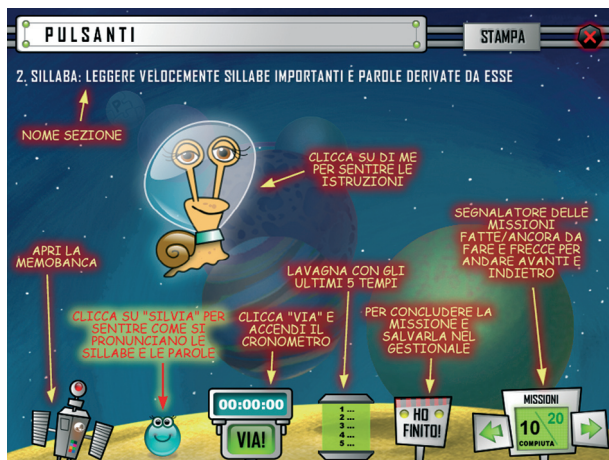 PULSANTI
STAMPA
2. SILLABA: LEGGERE VELOCEMENTE SILLABE IMPORTANTI E PAROLE DERIVATE DA ESSE
NOME SEZIONE
CLICCA SU DI ME
PER SENTIRE LE
ISTRUZIONI
SEGNALATORE DELLE
MISSIONI
FATTE/ANCORA DA
FARE E FRECCE PER
ANDARE AVANTI E
INDIETRO
APRI LA
MEMOBANCA
LAVAGNA CON GLI
ULTIMI 5 TEMPI
CLICCA SU "SILVIA" PER
SENTIRE COME SI
PRONUNCIANO LE
SILLABE E LE PAROLE
CLICCA "VIA" E
ACCENDI IL
CRONOMETRO
PER CONCLUDERE LA
MISSIONE E
SALVARLA NEL
GESTIONALE
00:00:00
VIA!
1 ...
2 ...
3 ...
4 ...
5 ...
HO
FINITO!
MISSIONI
10 20
COMPIUTA